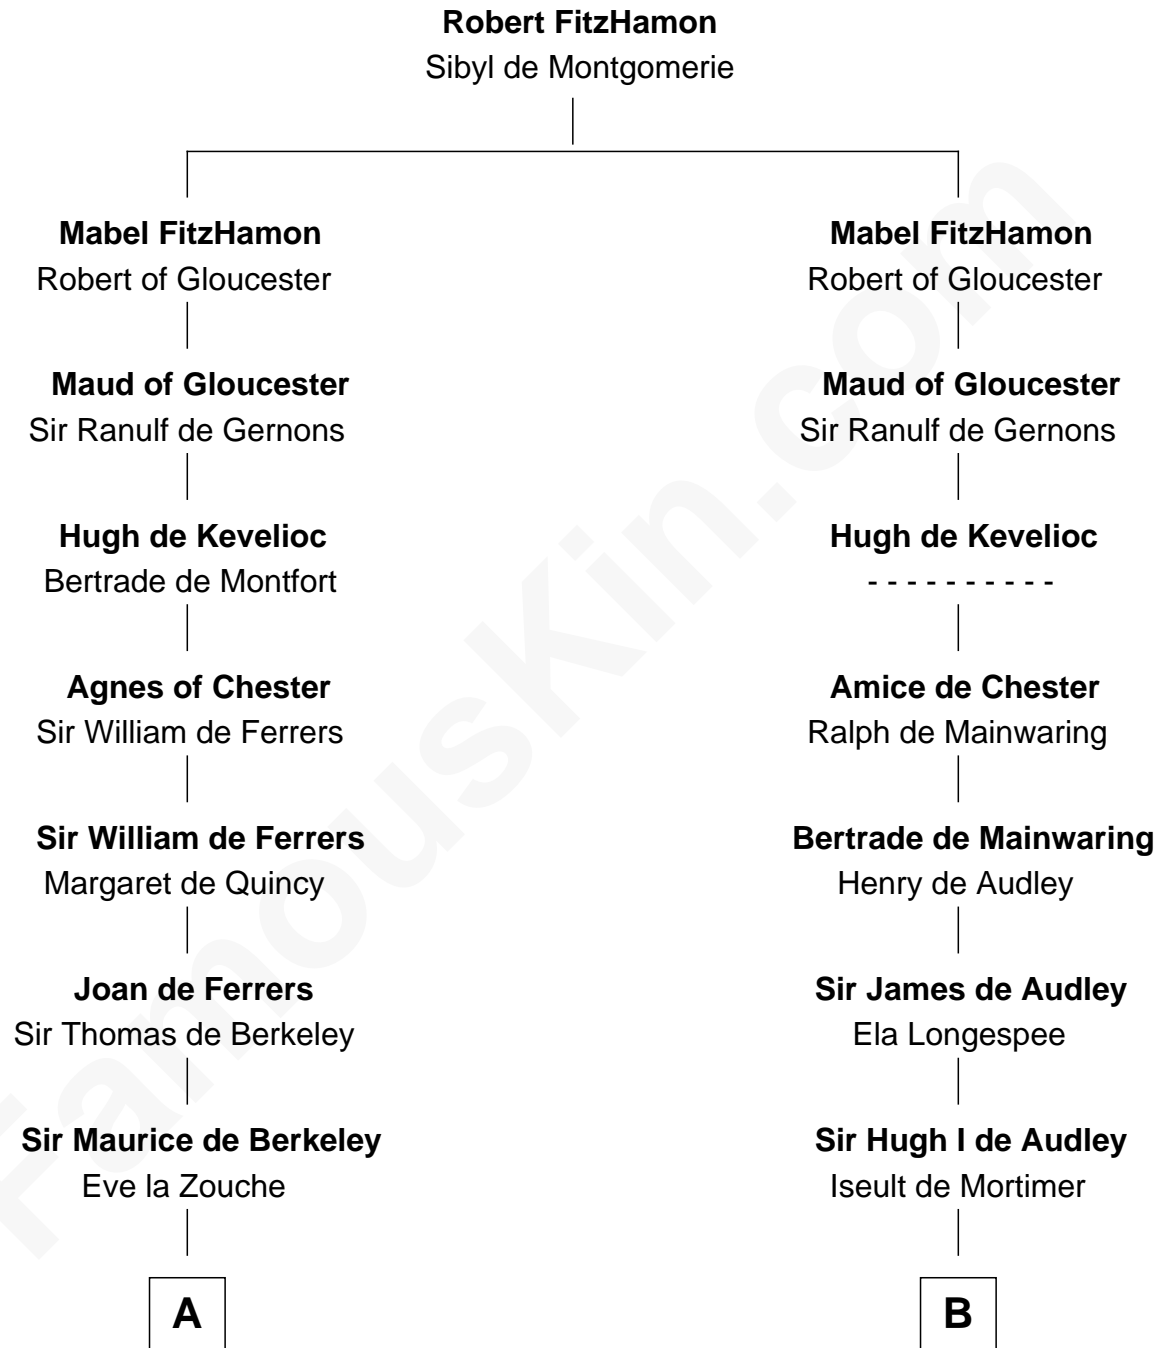 Robert FitzHamon
Sibyl de Montgomerie
Mabel FitzHamon
Robert of Gloucester
Maud of Gloucester
Sir Ranulf de Gernons
Hugh de Kevelioc
Bertrade de Montfort
Agnes of Chester
Sir William de Ferrers
Sir William de Ferrers
Margaret de Quincy
Joan de Ferrers
Sir Thomas de Berkeley
Sir Maurice de Berkeley
Eve la Zouche
A
Mabel FitzHamon
Robert of Gloucester
Maud of Gloucester
Sir Ranulf de Gernons
Hugh de Kevelioc
- - - - - - - - - -
Amice de Chester
Ralph de Mainwaring
Bertrade de Mainwaring
Henry de Audley
Sir James de Audley
Ela Longespee
Sir Hugh I de Audley
Iseult de Mortimer
B
FamousKin.com